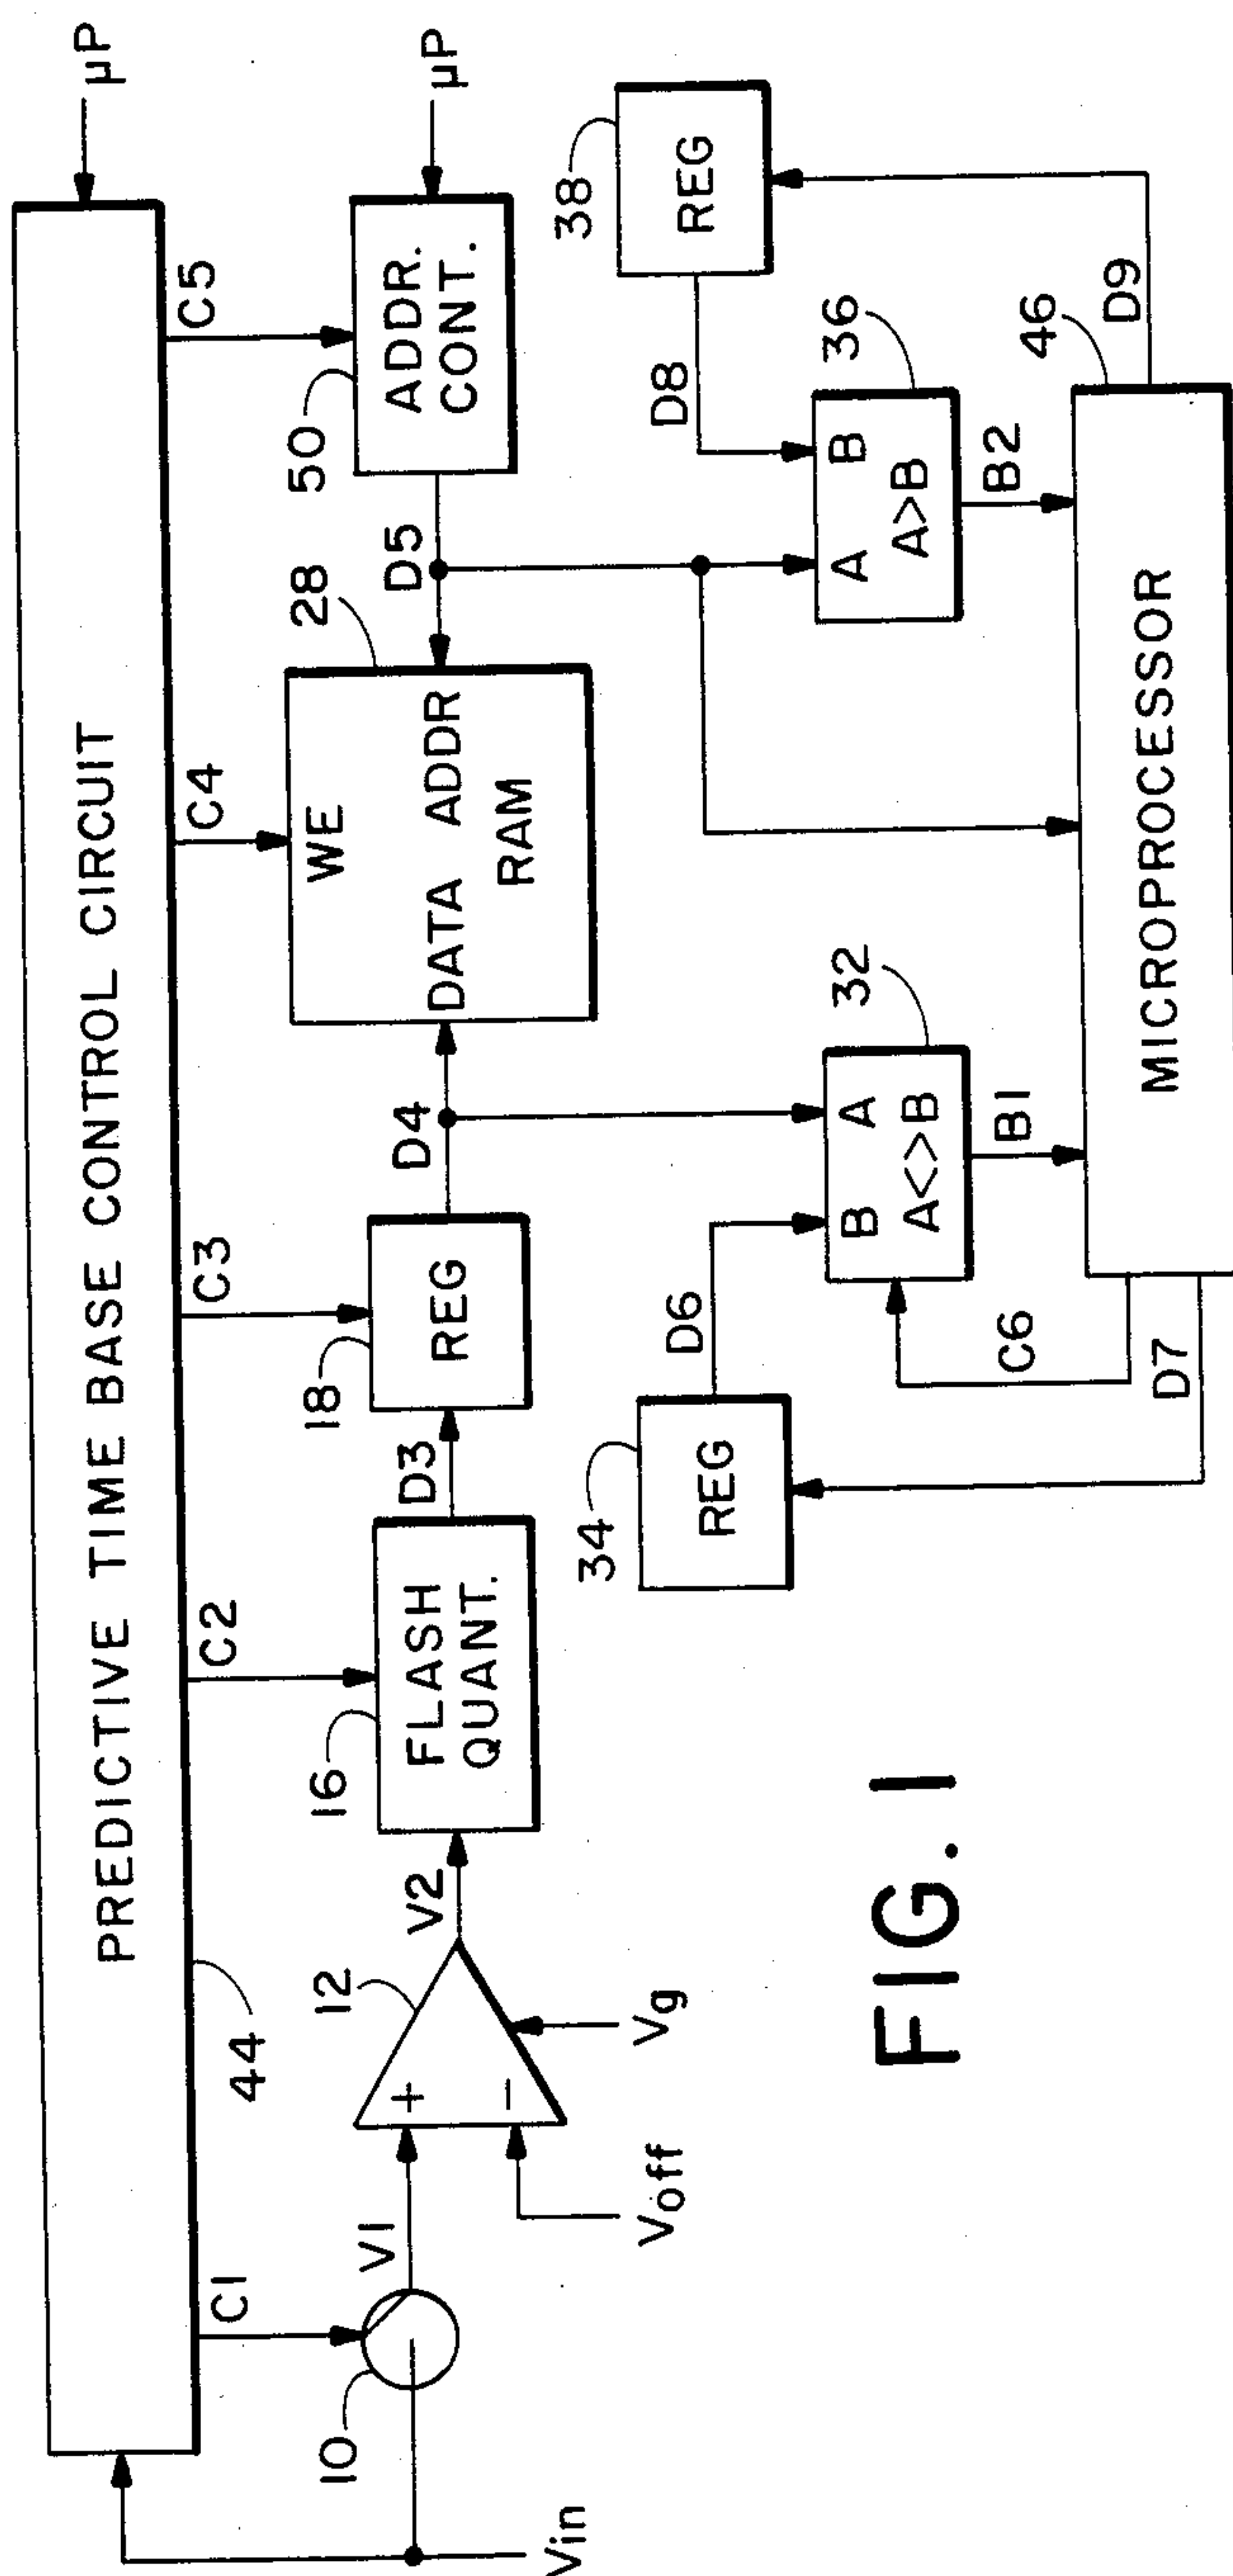 PREDICTIVE TIME BASE CONTROL CIRCUIT
µP
44
C1
C2
C3
C4
C5
Vin
10
V1
12
+
−
Voff
Vg
V2
16
FLASH
QUANT.
D3
18
REG
D4
28
WE
DATA ADDR
RAM
D5
50
ADDR.
CONT.
µP
34
REG
D6
32
B A
A<>B
B1
C6
D7
36
A B
A>B
B2
D8
38
REG
D9
46
MICROPROCESSOR
FIG. 1